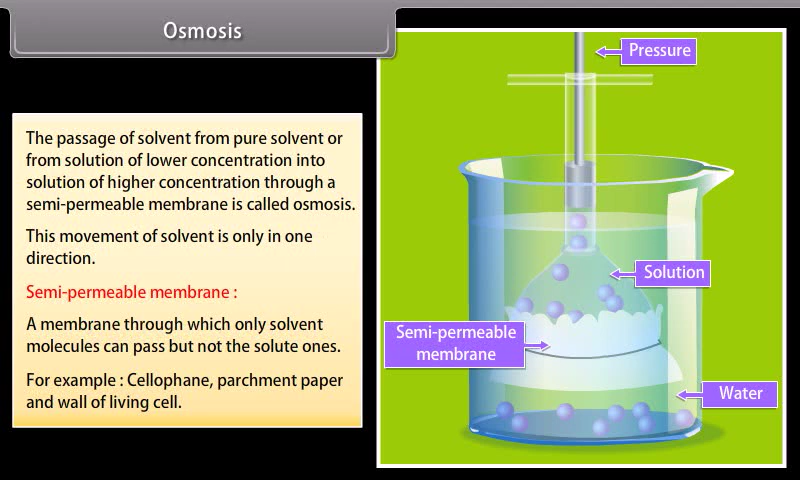 Osmosis
The passage of solvent from pure solvent or
from solution of lower concentration into
solution of higher concentration through a
semi-permeable membrane is called osmosis.
This movement of solvent is only in one
direction.
Semi-permeable membrane :
A membrane through which only solvent
molecules can pass but not the solute ones.
For example : Cellophane, parchment paper
and wall of living cell.
Pressure
Solution
Semi-permeable
membrane
Water